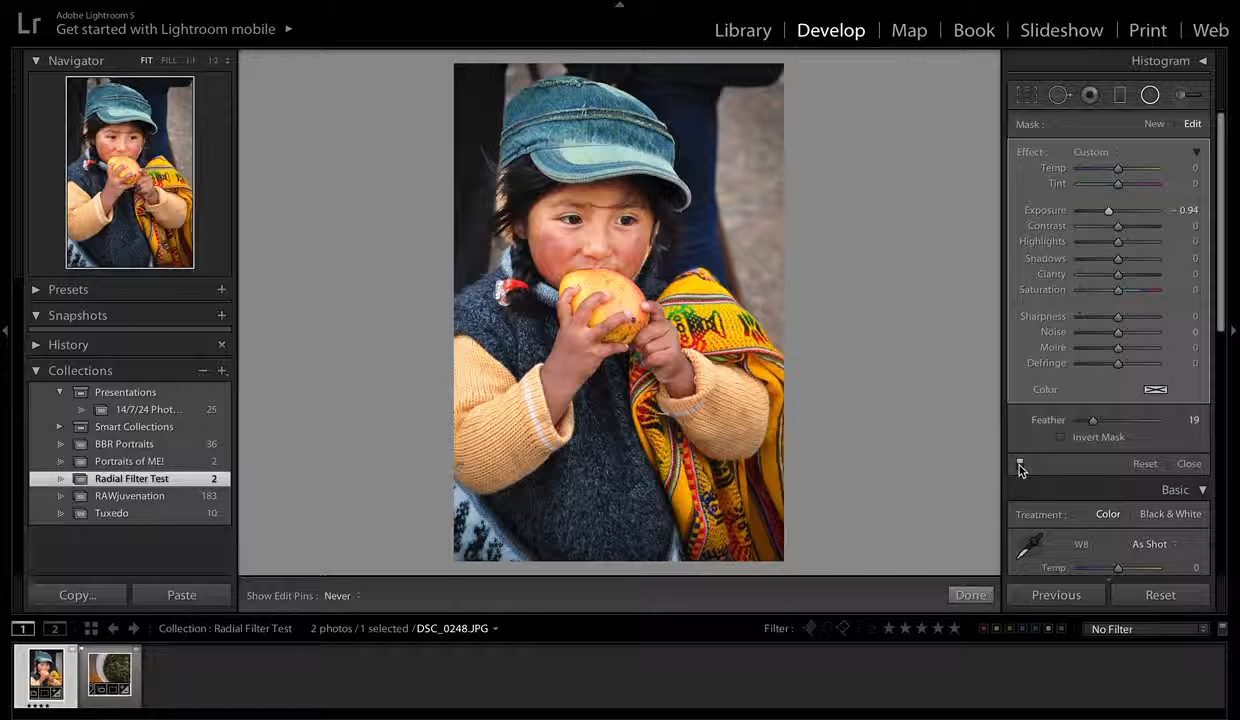 Lr
Adobe Lightroom 5
Get started with Lightroom mobile
Library Develop Map Book Slideshow Print Web
Navigator FIT FILL 1:1 1:2
Presets
Snapshots
History
Collections
Presentations
14/7/24 Phot... 25
Smart Collections
BBR Portraits 36
Portraits of ME! 2
Radial Filter Test 2
RAWjuvenation 183
Tuxedo 10
Copy... Paste
Histogram
Mask : New Edit
Effect : Custom
Temp 0
Tint 0
Exposure – 0.94
Contrast 0
Highlights 0
Shadows 0
Clarity 0
Saturation 0
Sharpness 0
Noise 0
Moire 0
Defringe 0
Color
Feather 19
Invert Mask
Reset Close
Basic
Treatment : Color Black & White
WB As Shot
Temp 0
Previous Reset
Show Edit Pins : Never
Done
1 2 Collection : Radial Filter Test 2 photos / 1 selected / DSC_0248.JPG
Filter : No Filter